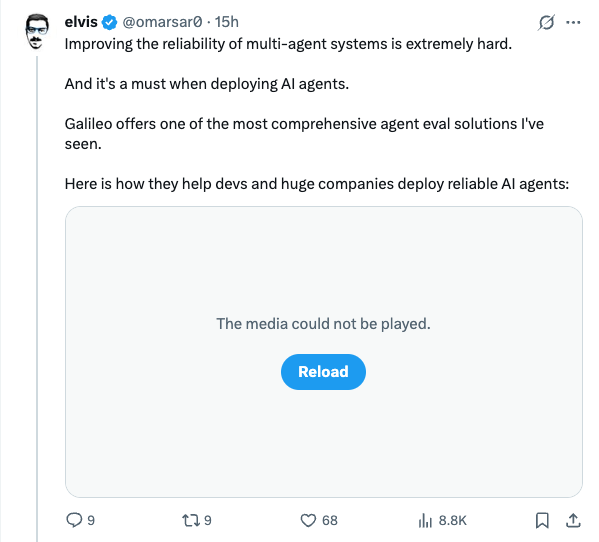 elvis @omarsar0 · 15h
Improving the reliability of multi-agent systems is extremely hard.
And it's a must when deploying AI agents.
Galileo offers one of the most comprehensive agent eval solutions I've
seen.
Here is how they help devs and huge companies deploy reliable AI agents:
The media could not be played.
Reload
9 9 68 8.8K